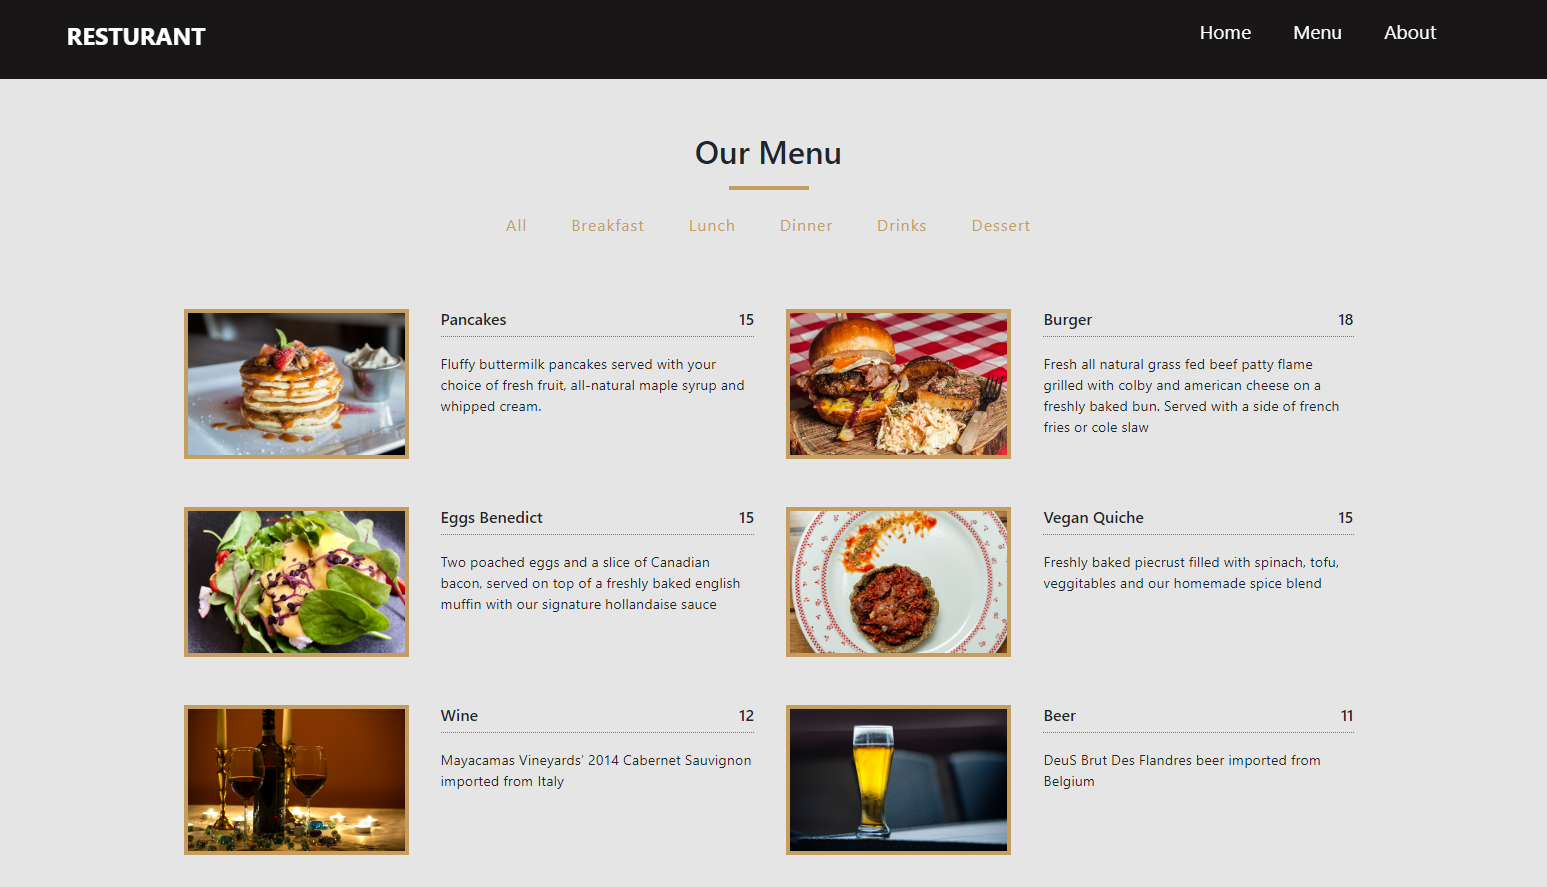 RESTURANT
Home Menu About
Our Menu
All Breakfast Lunch Dinner Drinks Dessert
Pancakes 15
Fluffy buttermilk pancakes served with your
choice of fresh fruit, all-natural maple syrup and
whipped cream.
Burger 18
Fresh all natural grass fed beef patty flame
grilled with colby and american cheese on a
freshly baked bun. Served with a side of french
fries or cole slaw
Eggs Benedict 15
Two poached eggs and a slice of Canadian
bacon, served on top of a freshly baked english
muffin with our signature hollandaise sauce
Vegan Quiche 15
Freshly baked piecrust filled with spinach, tofu,
veggitables and our homemade spice blend
Wine 12
Mayacamas Vineyards’ 2014 Cabernet Sauvignon
imported from Italy
Beer 11
DeuS Brut Des Flandres beer imported from
Belgium